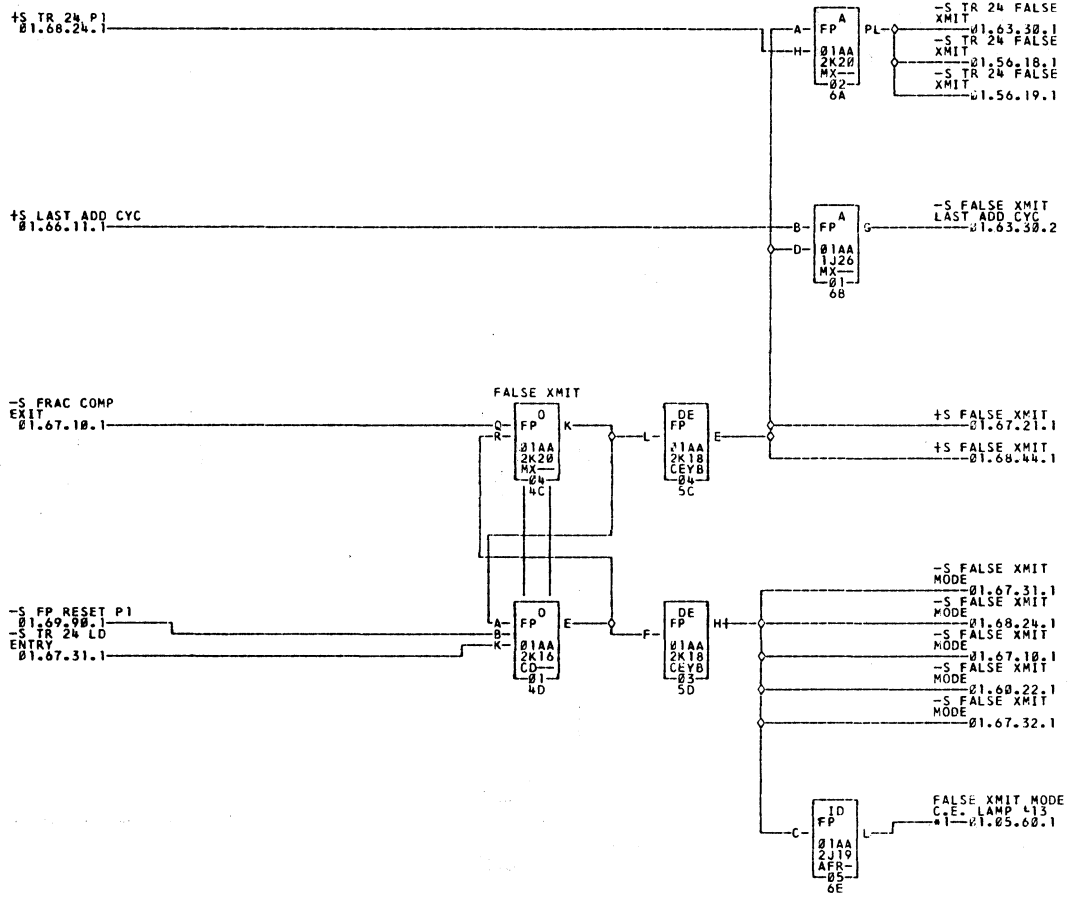 +S TR 24 P1
01.68.24.1
A
A
FP
PL
H
01AA
2K20
MX
02
6A
-S TR 24 FALSE
XMIT
01.63.30.1
-S TR 24 FALSE
XMIT
01.56.18.1
-S TR 24 FALSE
XMIT
01.56.19.1
+S LAST ADD CYC
01.66.11.1
A
B
FP
G
D
01AA
1J26
MX
01
6B
-S FALSE XMIT
LAST ADD CYC
01.63.30.2
-S FRAC COMP
EXIT
01.67.10.1
FALSE XMIT
O
Q
FP
K
R
01AA
2K20
MX
04
4C
DE
FP
L
E
01AA
2K18
CEYB
04
5C
+S FALSE XMIT
01.67.21.1
+S FALSE XMIT
01.68.44.1
-S FP RESET P1
01.69.90.1
-S TR 24 LD
ENTRY
01.67.31.1
O
A
FP
E
B
K
01AA
2K16
CD
01
4D
DE
FP
H
F
01AA
2K18
CEYB
03
5D
-S FALSE XMIT
MODE
01.67.31.1
-S FALSE XMIT
MODE
01.68.24.1
-S FALSE XMIT
MODE
01.67.10.1
-S FALSE XMIT
MODE
01.60.22.1
-S FALSE XMIT
MODE
01.67.32.1
ID
FP
C
L
01AA
2J19
AFR-
05
6E
FALSE XMIT MODE
C.E. LAMP 13
*1 01.05.60.1